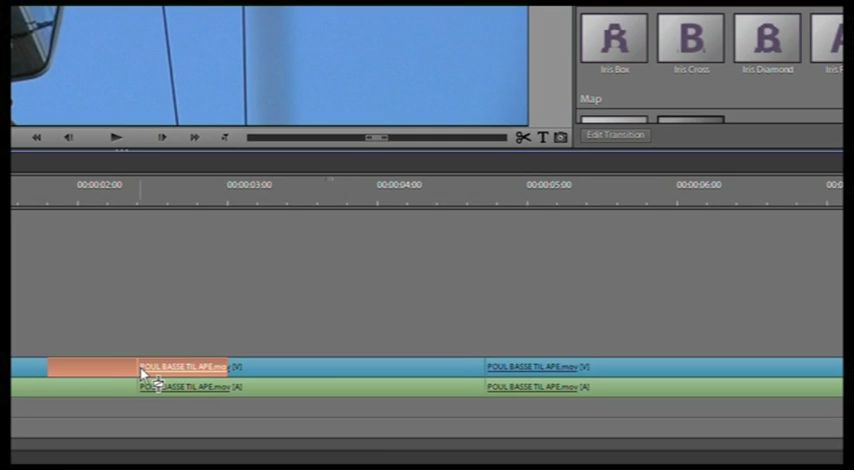 Iris Box
Iris Cross
Iris Diamond
Map
Edit Transition
T
00:00:02:00
00:00:03:00
00:00:04:00
00:00:05:00
00:00:06:00
POUL BASSE TIL APE.mov [V]
POUL BASSE TIL APE.mov [V]
POUL BASSE TIL APE.mov [A]
POUL BASSE TIL APE.mov [A]